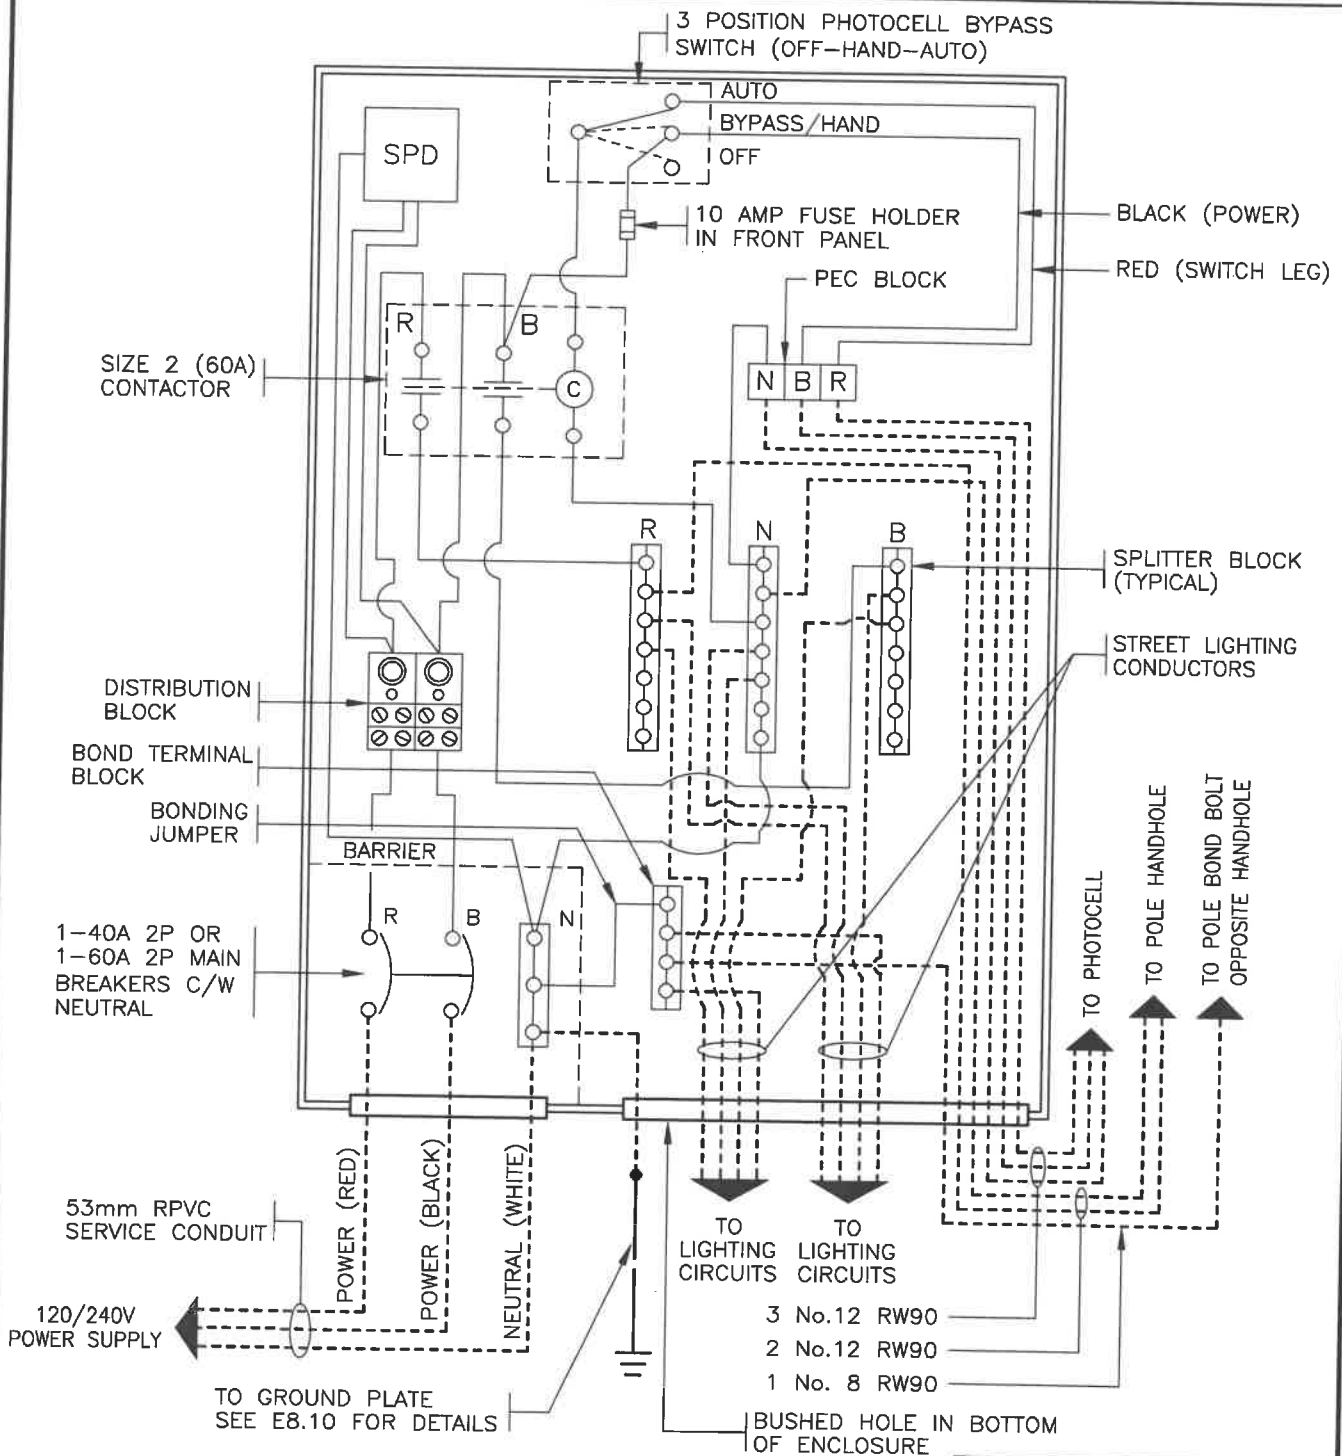 3 POSITION PHOTOCELL BYPASS
SWITCH (OFF-HAND-AUTO)
AUTO
BYPASS/HAND
OFF
SPD
10 AMP FUSE HOLDER
IN FRONT PANEL
BLACK (POWER)
RED (SWITCH LEG)
PEC BLOCK
R
B
SIZE 2 (60A)
CONTACTOR
C
N B R
R
N
B
SPLITTER BLOCK
(TYPICAL)
STREET LIGHTING
CONDUCTORS
DISTRIBUTION
BLOCK
BOND TERMINAL
BLOCK
BONDING
JUMPER
BARRIER
R
B
N
1-40A 2P OR
1-60A 2P MAIN
BREAKERS C/W
NEUTRAL
TO PHOTOCELL
TO POLE HANDHOLE
TO POLE BOND BOLT
OPPOSITE HANDHOLE
POWER (RED)
POWER (BLACK)
NEUTRAL (WHITE)
53mm RPVC
SERVICE CONDUIT
120/240V
POWER SUPPLY
TO
LIGHTING
CIRCUITS
TO
LIGHTING
CIRCUITS
3 No.12 RW90
2 No.12 RW90
1 No. 8 RW90
TO GROUND PLATE
SEE E8.10 FOR DETAILS
BUSHED HOLE IN BOTTOM
OF ENCLOSURE